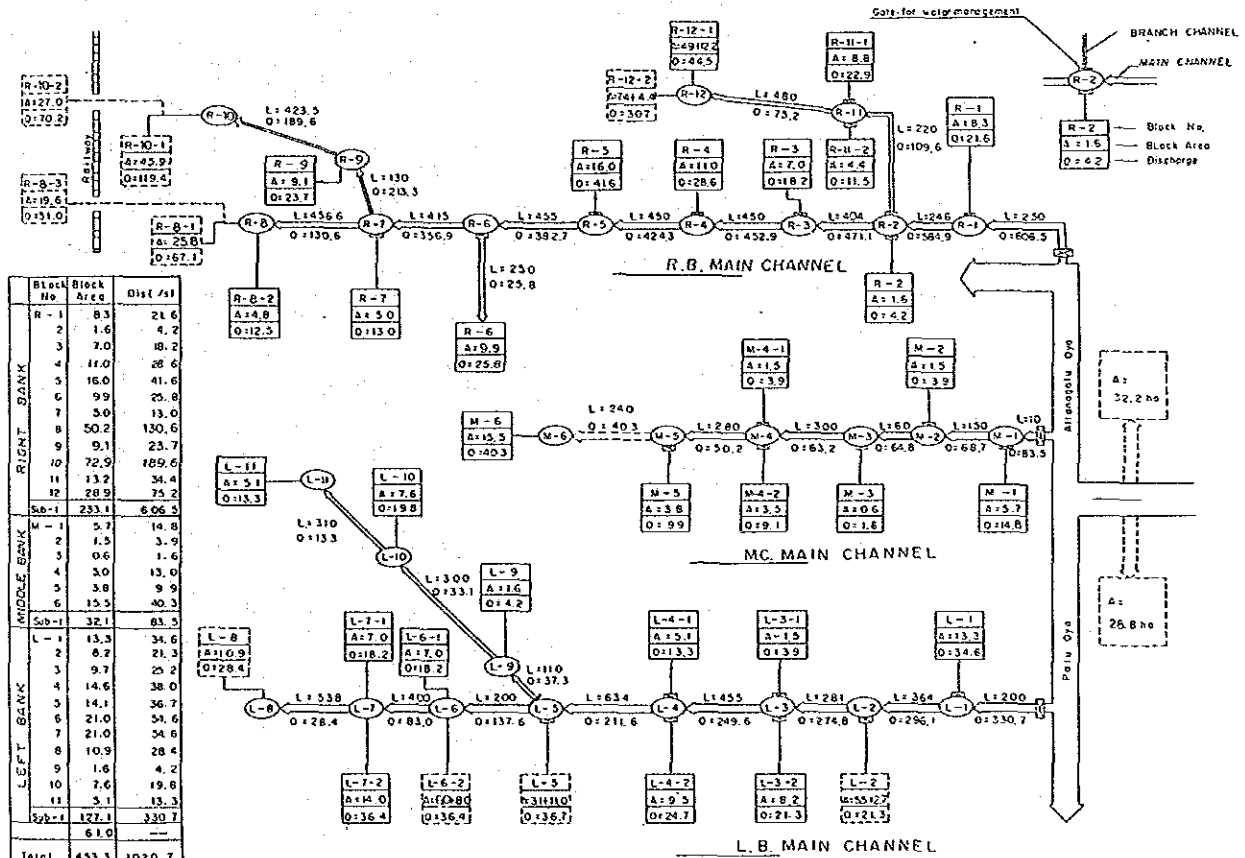 Gate for water management
BRANCH CHANNEL
MAIN CHANNEL
R-2
R-2
A = 1.6
Q = 4.2
Block No.
Block Area
Discharge
R-10-2
A=27.0
Q=70.2
Railway
R-10-1
A=45.9
Q=119.4
R-10
L=423.5
Q=189.6
R-9
R-9
A=9.1
Q=23.7
L=130
Q=213.3
R-8-3
A=19.6
Q=51.0
R-8-1
A=25.8
Q=67.1
R-8
L=456.6
Q=130.6
R-7
L=415
Q=356.9
R-6
L=455
Q=382.7
R-5
L=450
Q=424.3
R-4
L=450
Q=452.9
R-3
L=404
Q=471.1
R-2
L=246
Q=584.9
R-1
L=250
Q=606.5
R-12-1
Q=44.5
R-12-2
Q=30.7
R-12
L=480
Q=75.2
R-11-1
A=8.8
Q=22.9
R-11
R-11-2
A=4.4
Q=11.5
L=220
Q=109.6
R-1
A=8.3
Q=21.6
R-5
A=16.0
Q=41.6
R-4
A=11.0
Q=28.6
R-3
A=7.0
Q=18.2
R-8-2
A=4.8
Q=12.5
R-7
A=5.0
Q=13.0
L=250
Q=25.8
R-6
A=9.9
Q=25.8
R-2
A=1.6
Q=4.2
R.B. MAIN CHANNEL
Attanagalu Oya
A=
32.2 ha
M-6
A=15.5
Q=40.3
M-6
L=240
Q=40.3
M-5
L=280
Q=50.2
M-4
L=300
Q=63.2
M-3
L=60
Q=64.8
M-2
L=150
Q=68.7
M-1
L=10
Q=83.5
M-4-1
A=1.5
Q=3.9
M-2
A=1.5
Q=3.9
M-5
A=3.8
Q=9.9
M-4-2
A=3.5
Q=9.1
M-3
A=0.6
Q=1.6
M-1
A=5.7
Q=14.8
MC. MAIN CHANNEL
A=
28.8 ha
Palu Oya
L-11
A=5.1
Q=13.3
L-11
L=310
Q=13.3
L-10
A=7.6
Q=19.8
L-10
L=300
Q=33.1
L-9
A=1.6
Q=4.2
L-9
L=110
Q=37.3
L-8
A=10.9
Q=28.4
L-7-1
A=7.0
Q=18.2
L-6-1
A=7.0
Q=18.2
L-4-1
A=5.1
Q=13.3
L-3-1
A=1.5
Q=3.9
L-1
A=13.3
Q=34.6
L-8
L=538
Q=28.4
L-7
L=400
Q=83.0
L-6
L=200
Q=137.6
L-5
L=634
Q=211.6
L-4
L=455
Q=249.6
L-3
L=281
Q=274.8
L-2
L=364
Q=296.1
L-1
L=200
Q=330.7
L-7-2
A=14.0
Q=36.4
L-6-2
Q=36.4
L-5
Q=36.7
L-4-2
A=9.5
Q=24.7
L-3-2
A=8.2
Q=21.3
L-2
Q=21.3
L.B. MAIN CHANNEL
Block No. Block Area
RIGHT BANK
R - 1 8.3 21.6
2 1.6 4.2
3 7.0 18.2
4 11.0 28.6
5 16.0 41.6
6 9.9 25.8
7 5.0 13.0
8 50.2 130.6
9 9.1 23.7
10 72.9 189.6
11 13.2 34.4
12 28.9 75.2
Sub-t 233.1 606.5
MIDDLE BANK
M - 1 5.7 14.8
2 1.5 3.9
3 0.6 1.6
4 5.0 13.0
5 3.8 9.9
6 15.5 40.3
Sub-t 32.1 83.5
LEFT BANK
L - 1 13.3 34.6
2 8.2 21.3
3 9.7 25.2
4 14.6 38.0
5 14.1 36.7
6 21.0 54.6
7 21.0 54.6
8 10.9 28.4
9 1.6 4.2
10 7.6 19.8
11 5.1 13.3
Sub-t 127.1 330.7
61.0 —
Total 453.3 1020.7